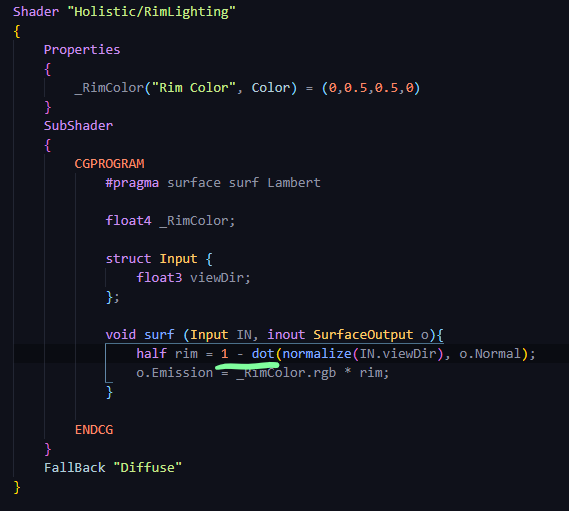 Shader "Holistic/RimLighting"
{
    Properties
    {
        _RimColor("Rim Color", Color) = (0,0.5,0.5,0)
    }
    SubShader
    {
        CGPROGRAM
            #pragma surface surf Lambert

            float4 _RimColor;

            struct Input {
                float3 viewDir;
            };

            void surf (Input IN, inout SurfaceOutput o){
                half rim = 1 - dot(normalize(IN.viewDir), o.Normal);
                o.Emission = _RimColor.rgb * rim;
            }

        ENDCG
    }
    FallBack "Diffuse"
}